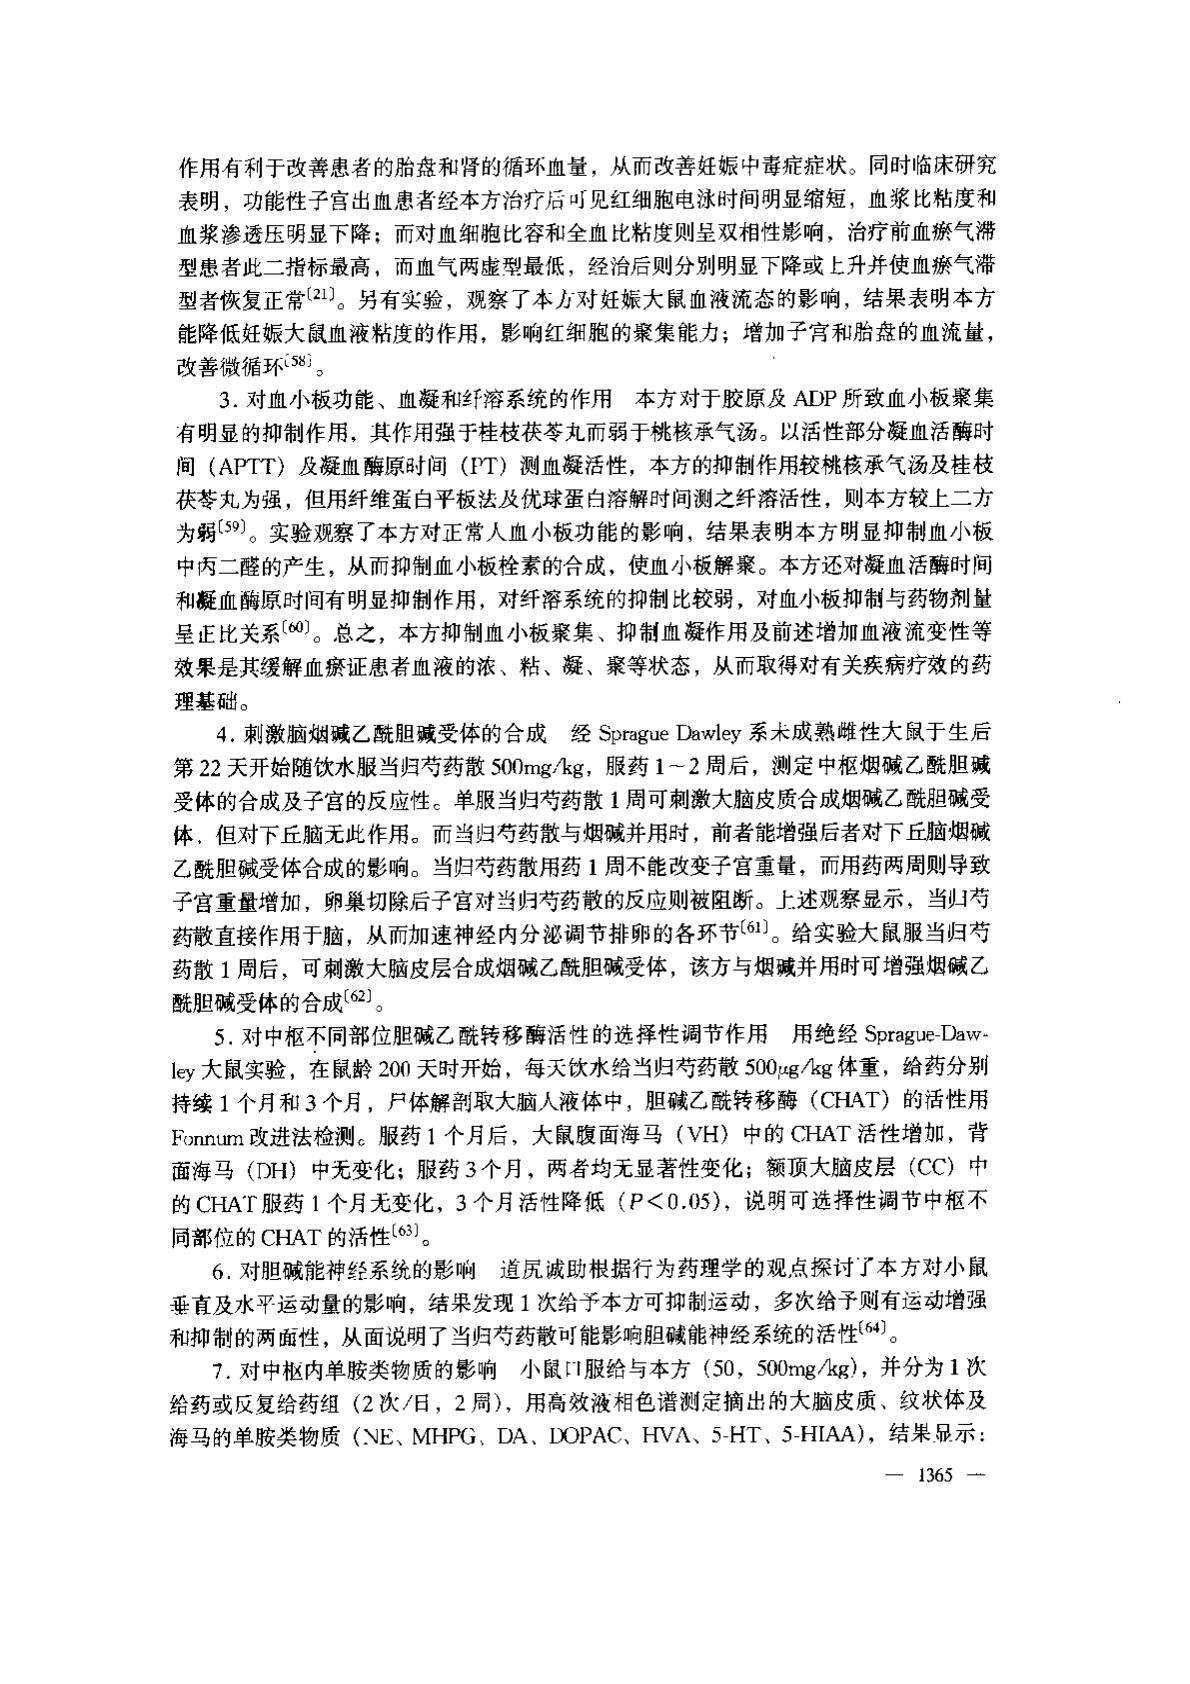 作用有利于改善患者的胎盘和肾的循环血量，从而改善妊娠中毒症症状。同时临床研究
表明，功能性子宫出血患者经本方治疗后可见红细胞电泳时间明显缩短，血浆比粘度和
血浆渗透压明显下降；而对血细胞比容和全血比粘度则呈双相性影响，治疗前血瘀气滞
型患者此二指标最高，而血气两虚型最低，经治后则分别明显下降或上升并使血瘀气滞
型者恢复正常〔21〕。另有实验，观察了本方对妊娠大鼠血液流态的影响，结果表明本方
能降低妊娠大鼠血液粘度的作用，影响红细胞的聚集能力；增加子宫和胎盘的血流量，
改善微循环〔58〕。
3. 对血小板功能、血凝和纤溶系统的作用　本方对于胶原及 ADP 所致血小板聚集
有明显的抑制作用，其作用强于桂枝茯苓丸而弱于桃核承气汤。以活性部分凝血活酶时
间（APTT）及凝血酶原时间（PT）测血凝活性，本方的抑制作用较桃核承气汤及桂枝
茯苓丸为强，但用纤维蛋白平板法及优球蛋白溶解时间测之纤溶活性，则本方较上二方
为弱〔59〕。实验观察了本方对正常人血小板功能的影响，结果表明本方明显抑制血小板
中丙二醛的产生，从而抑制血小板栓素的合成，使血小板解聚。本方还对凝血活酶时间
和凝血酶原时间有明显抑制作用，对纤溶系统的抑制比较弱，对血小板抑制与药物剂量
呈正比关系〔60〕。总之，本方抑制血小板聚集、抑制血凝作用及前述增加血液流变性等
效果是其缓解血瘀证患者血液的浓、粘、凝、聚等状态，从而取得对有关疾病疗效的药
理基础。
4. 刺激脑烟碱乙酰胆碱受体的合成　经 Sprague Dawley 系未成熟雌性大鼠于生后
第 22 天开始随饮水服当归芍药散 500mg/kg，服药 1～2 周后，测定中枢烟碱乙酰胆碱
受体的合成及子宫的反应性。单服当归芍药散 1 周可刺激大脑皮质合成烟碱乙酰胆碱受
体，但对下丘脑无此作用。而当归芍药散与烟碱并用时，前者能增强后者对下丘脑烟碱
乙酰胆碱受体合成的影响。当归芍药散用药 1 周不能改变子宫重量，而用药两周则导致
子宫重量增加，卵巢切除后子宫对当归芍药散的反应则被阻断。上述观察显示，当归芍
药散直接作用于脑，从而加速神经内分泌调节排卵的各环节〔61〕。给实验大鼠服当归芍
药散 1 周后，可刺激大脑皮层合成烟碱乙酰胆碱受体，该方与烟碱并用时可增强烟碱乙
酰胆碱受体的合成〔62〕。
5. 对中枢不同部位胆碱乙酰转移酶活性的选择性调节作用　用绝经 Sprague-Daw-
ley 大鼠实验，在鼠龄 200 天时开始，每天饮水给当归芍药散 500μg/kg 体重，给药分别
持续 1 个月和 3 个月，尸体解剖取大脑人液体中，胆碱乙酰转移酶（CHAT）的活性用
Fonnum 改进法检测。服药 1 个月后，大鼠腹面海马（VH）中的 CHAT 活性增加，背
面海马（DH）中无变化；服药 3 个月，两者均无显著性变化；额顶大脑皮层（CC）中
的 CHAT 服药 1 个月无变化，3 个月活性降低（P＜0.05），说明可选择性调节中枢不
同部位的 CHAT 的活性〔63〕。
6. 对胆碱能神经系统的影响　道尻诚助根据行为药理学的观点探讨了本方对小鼠
垂直及水平运动量的影响，结果发现 1 次给予本方可抑制运动，多次给予则有运动增强
和抑制的两面性，从面说明了当归芍药散可能影响胆碱能神经系统的活性〔64〕。
7. 对中枢内单胺类物质的影响　小鼠口服给与本方（50，500mg/kg），并分为 1 次
给药或反复给药组（2 次/日，2 周），用高效液相色谱测定摘出的大脑皮质、纹状体及
海马的单胺类物质（NE、MHPG、DA、DOPAC、HVA、5-HT、5-HIAA），结果显示：
— 1365 —